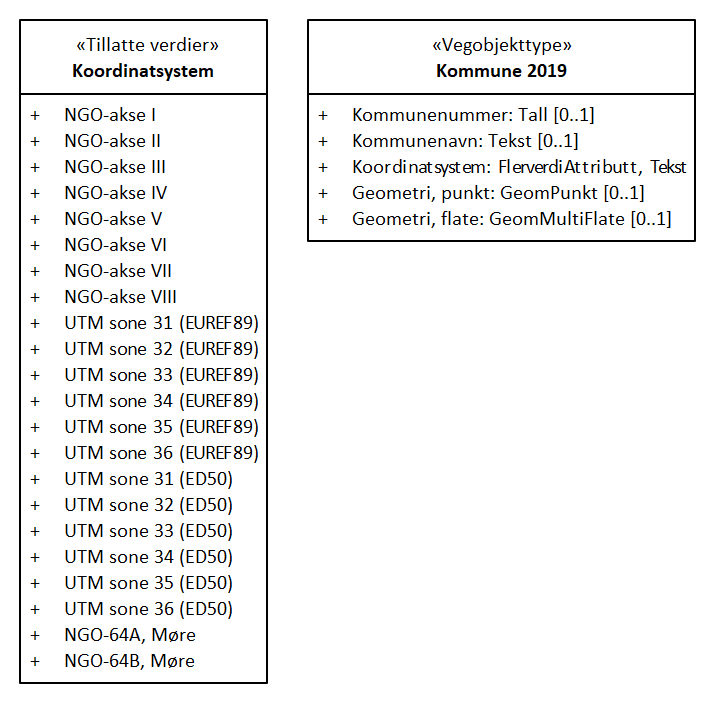 «Tillatte verdier»
Koordinatsystem
+ NGO-akse I
+ NGO-akse II
+ NGO-akse III
+ NGO-akse IV
+ NGO-akse V
+ NGO-akse VI
+ NGO-akse VII
+ NGO-akse VIII
+ UTM sone 31 (EUREF89)
+ UTM sone 32 (EUREF89)
+ UTM sone 33 (EUREF89)
+ UTM sone 34 (EUREF89)
+ UTM sone 35 (EUREF89)
+ UTM sone 36 (EUREF89)
+ UTM sone 31 (ED50)
+ UTM sone 32 (ED50)
+ UTM sone 33 (ED50)
+ UTM sone 34 (ED50)
+ UTM sone 35 (ED50)
+ UTM sone 36 (ED50)
+ NGO-64A, Møre
+ NGO-64B, Møre
«Vegobjekttype»
Kommune 2019
+ Kommunenummer: Tall [0..1]
+ Kommunenavn: Tekst [0..1]
+ Koordinatsystem: FlerverdiAttributt, Tekst
+ Geometri, punkt: GeomPunkt [0..1]
+ Geometri, flate: GeomMultiFlate [0..1]